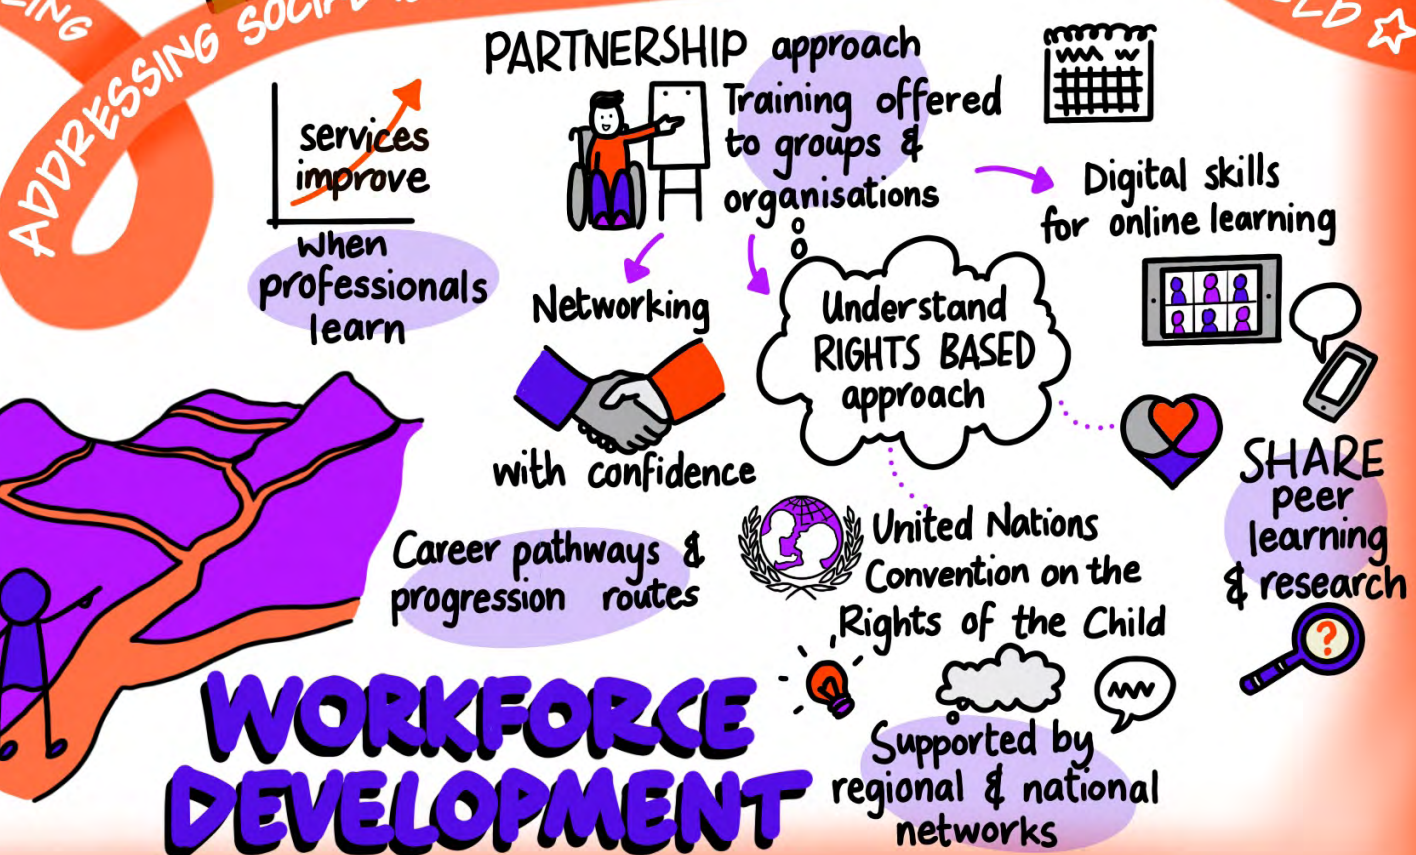 ADDRESSING
services
improve
when
professionals
learn
PARTNERSHIP approach
Training offered
to groups &
organisations
Digital skills
for online learning
Networking
with confidence
Understand
RIGHTS BASED
approach
SHARE
peer
learning
& research
Career pathways &
progression routes
United Nations
Convention on the
Rights of the Child
Supported by
regional & national
networks
WORKFORCE
DEVELOPMENT